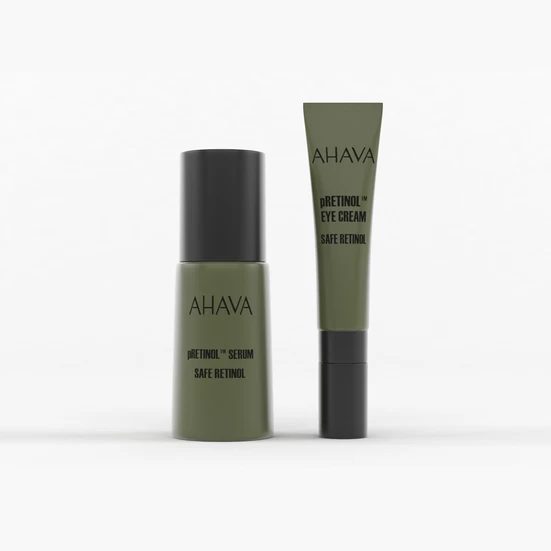 AHAVA
pRETINOL™ SERUM
SAFE RETINOL
AHAVA
pRETINOL™
EYE CREAM
SAFE RETINOL